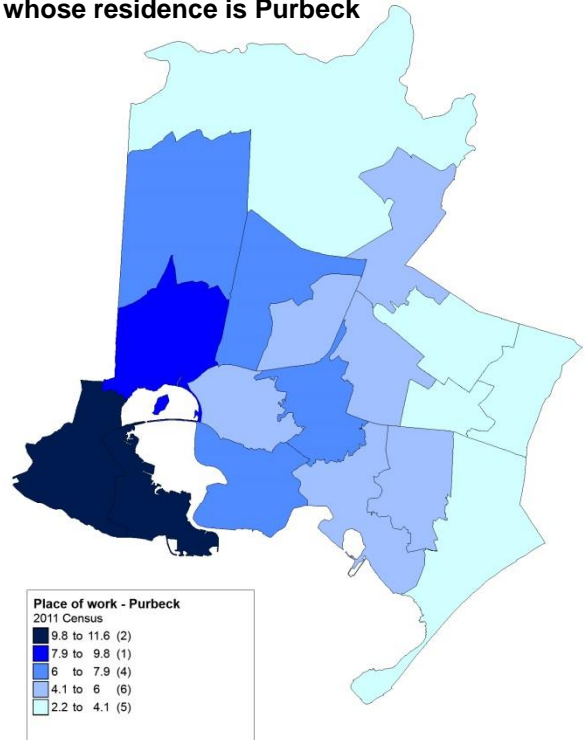 whose residence is Purbeck
Place of work - Purbeck
2011 Census
9.8 to 11.6 (2)
7.9 to 9.8 (1)
6 to 7.9 (4)
4.1 to 6 (6)
2.2 to 4.1 (5)